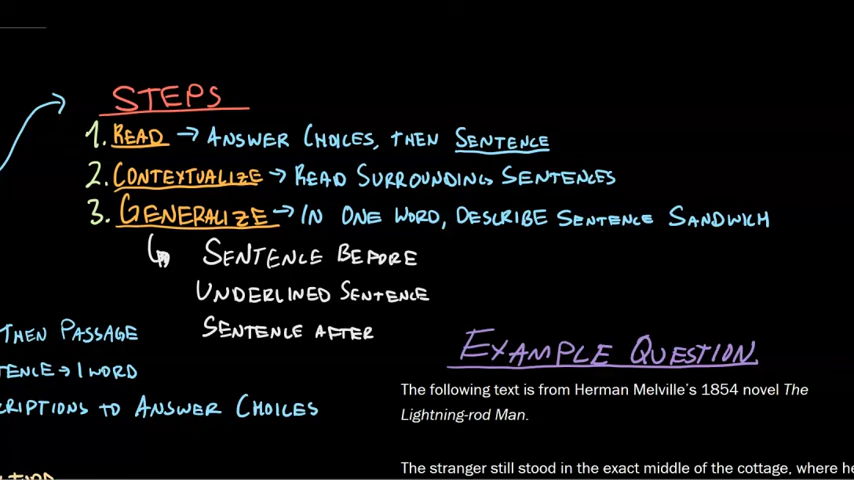 STEPS
1. READ → ANSWER CHOICES, THEN SENTENCE
2. CONTEXTUALIZE → READ SURROUNDING SENTENCES
3. GENERALIZE → IN ONE WORD, DESCRIBE SENTENCE SANDWICH
SENTENCE BEFORE
UNDERLINED SENTENCE
SENTENCE AFTER
THEN PASSAGE
→ 1 WORD
TO ANSWER CHOICES
EXAMPLE QUESTION
The following text is from Herman Melville's 1854 novel The
Lightning-rod Man.
The stranger still stood in the exact middle of the cottage, where he